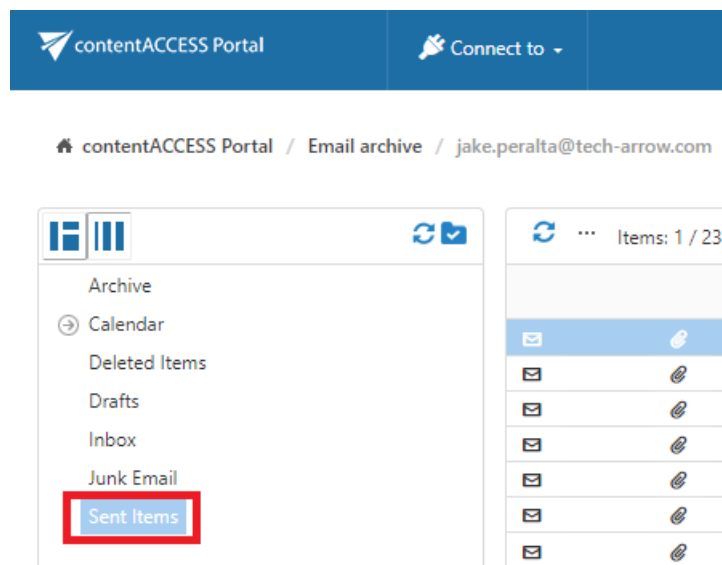 contentACCESS Portal
Connect to
contentACCESS Portal / Email archive / jake.peralta@tech-arrow.com
... Items: 1 / 23
Archive
Calendar
Deleted Items
Drafts
Inbox
Junk Email
Sent Items